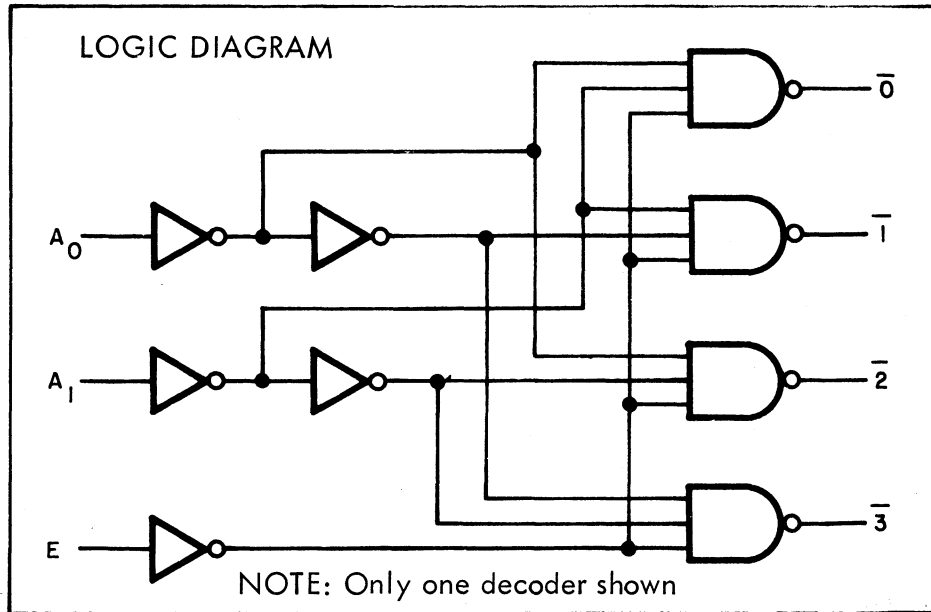 LOGIC DIAGRAM
0̅
A₀
1̅
A₁
2̅
3̅
E
NOTE: Only one decoder shown